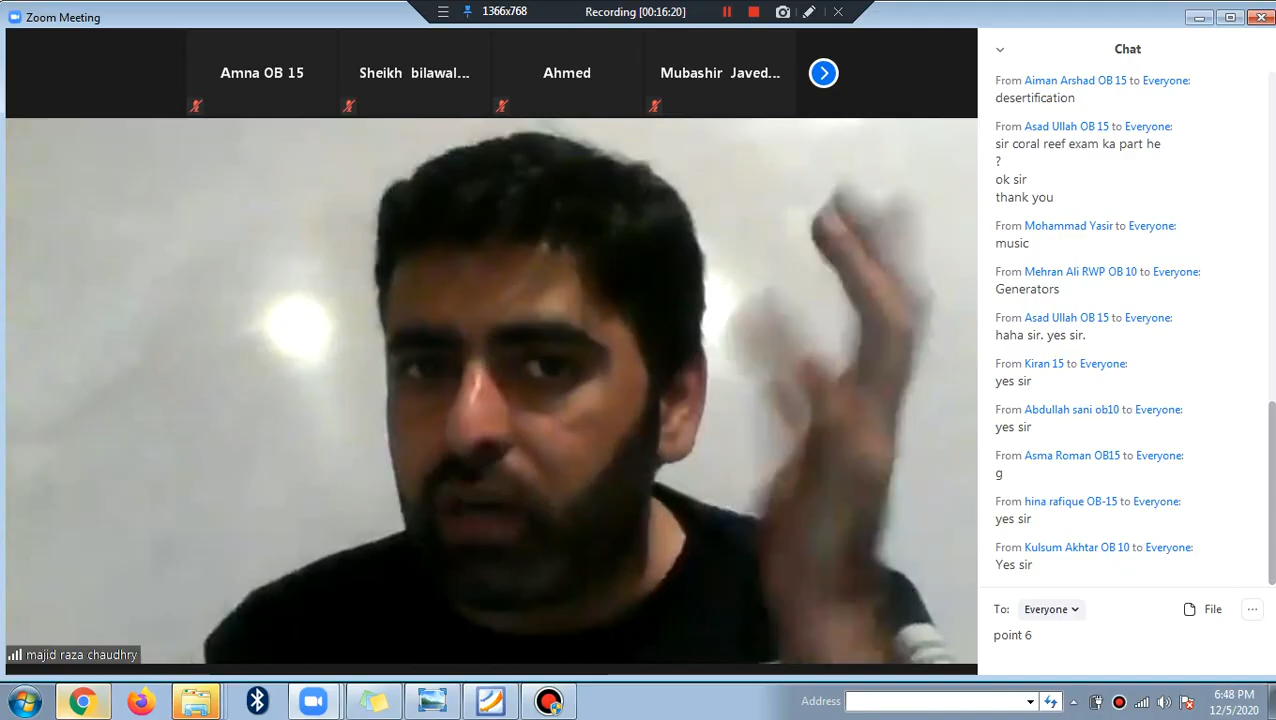 1366x768
Recording [00:16:20]
Zoom Meeting
Amna OB 15
Sheikh bilawal...
Ahmed
Mubashir Javed...
majid raza chaudhry
Chat
From Aiman Arshad OB 15 to Everyone:
desertification
From Asad Ullah OB 15 to Everyone:
sir coral reef exam ka part he
?
ok sir
thank you
From Mohammad Yasir to Everyone:
music
From Mehran Ali RWP OB 10 to Everyone:
Generators
From Asad Ullah OB 15 to Everyone:
haha sir. yes sir.
From Kiran 15 to Everyone:
yes sir
From Abdullah sani ob10 to Everyone:
yes sir
From Asma Roman OB15 to Everyone:
g
From hina rafique OB-15 to Everyone:
yes sir
From Kulsum Akhtar OB 10 to Everyone:
Yes sir
To: Everyone
File
point 6
Address
6:48 PM
12/5/2020